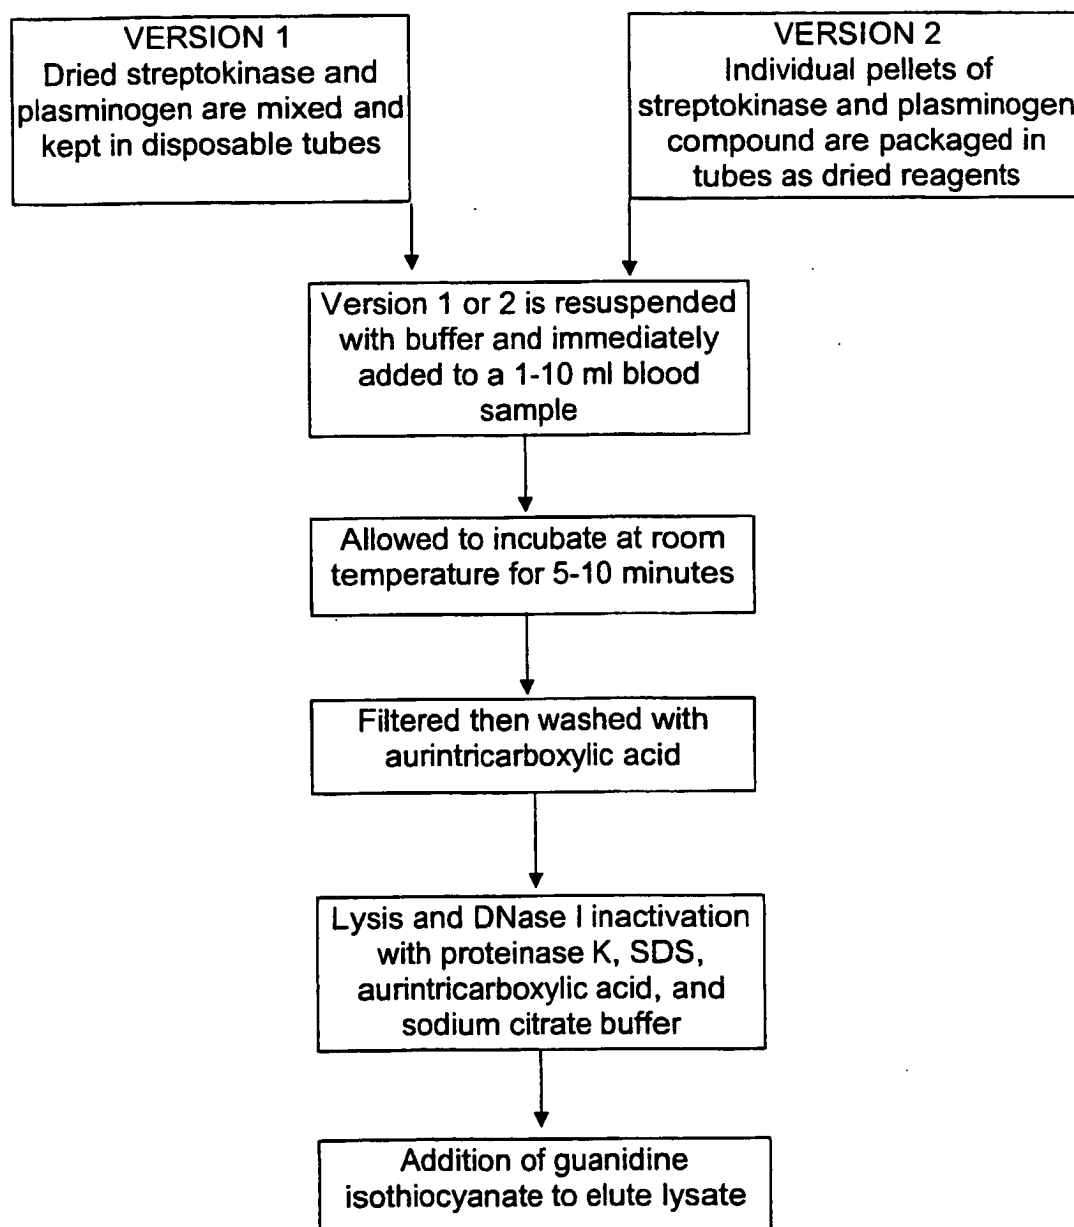 VERSION 1
Dried streptokinase and
plasminogen are mixed and
kept in disposable tubes
VERSION 2
Individual pellets of
streptokinase and plasminogen
compound are packaged in
tubes as dried reagents
Version 1 or 2 is resuspended
with buffer and immediately
added to a 1-10 ml blood
sample
Allowed to incubate at room
temperature for 5-10 minutes
Filtered then washed with
aurintricarboxylic acid
Lysis and DNase I inactivation
with proteinase K, SDS,
aurintricarboxylic acid, and
sodium citrate buffer
Addition of guanidine
isothiocyanate to elute lysate